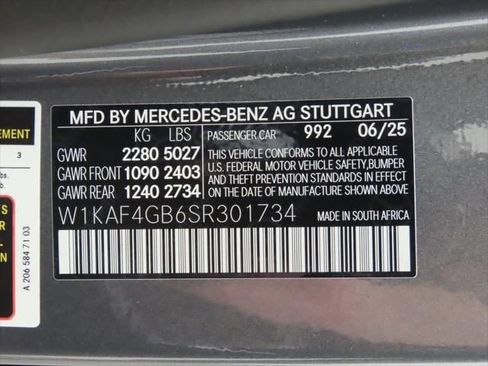 MFD BY MERCEDES-BENZ AG STUTTGART
KG LBS PASSENGER CAR 992 06/25
GVWR 2280 5027
GAWR FRONT 1090 2403
GAWR REAR 1240 2734
THIS VEHICLE CONFORMS TO ALL APPLICABLE
U.S. FEDERAL MOTOR VEHICLE SAFETY, BUMPER
AND THEFT PREVENTION STANDARDS IN EFFECT
ON THE DATE OF MANUFACTURE SHOWN ABOVE.
W1KAF4GB6SR301734
MADE IN SOUTH AFRICA
EMENT
3
A 206 584 71 03